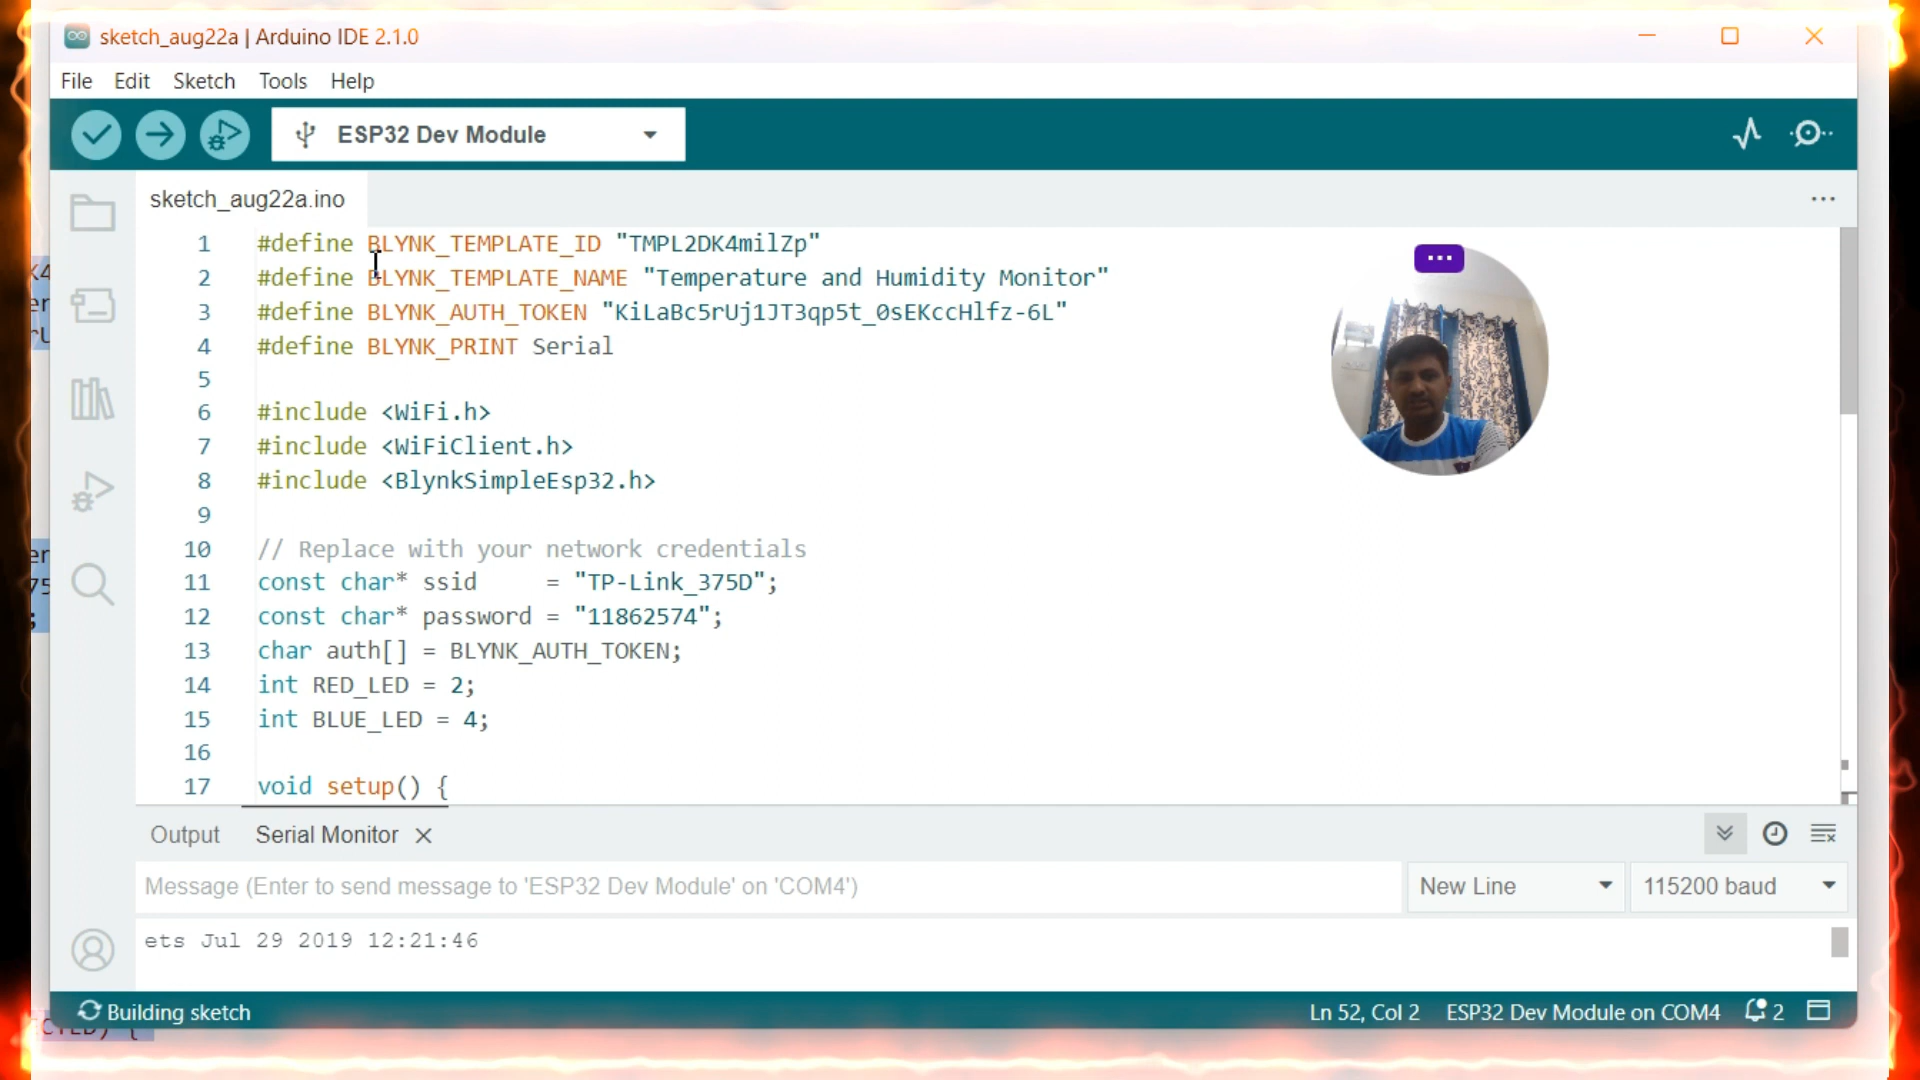 sketch_aug22a | Arduino IDE 2.1.0
File Edit Sketch Tools Help
ESP32 Dev Module
sketch_aug22a.ino
1 #define BLYNK_TEMPLATE_ID "TMPL2DK4milZp"
2 #define BLYNK_TEMPLATE_NAME "Temperature and Humidity Monitor"
3 #define BLYNK_AUTH_TOKEN "KiLaBc5rUj1JT3qp5t_0sEKccHlfz-6L"
4 #define BLYNK_PRINT Serial
5
6 #include <WiFi.h>
7 #include <WiFiClient.h>
8 #include <BlynkSimpleEsp32.h>
9
10 // Replace with your network credentials
11 const char* ssid     = "TP-Link_375D";
12 const char* password = "11862574";
13 char auth[] = BLYNK_AUTH_TOKEN;
14 int RED_LED = 2;
15 int BLUE_LED = 4;
16
17 void setup() {
Output Serial Monitor
Message (Enter to send message to 'ESP32 Dev Module' on 'COM4') New Line 115200 baud
ets Jul 29 2019 12:21:46
Building sketch Ln 52, Col 2 ESP32 Dev Module on COM4 2